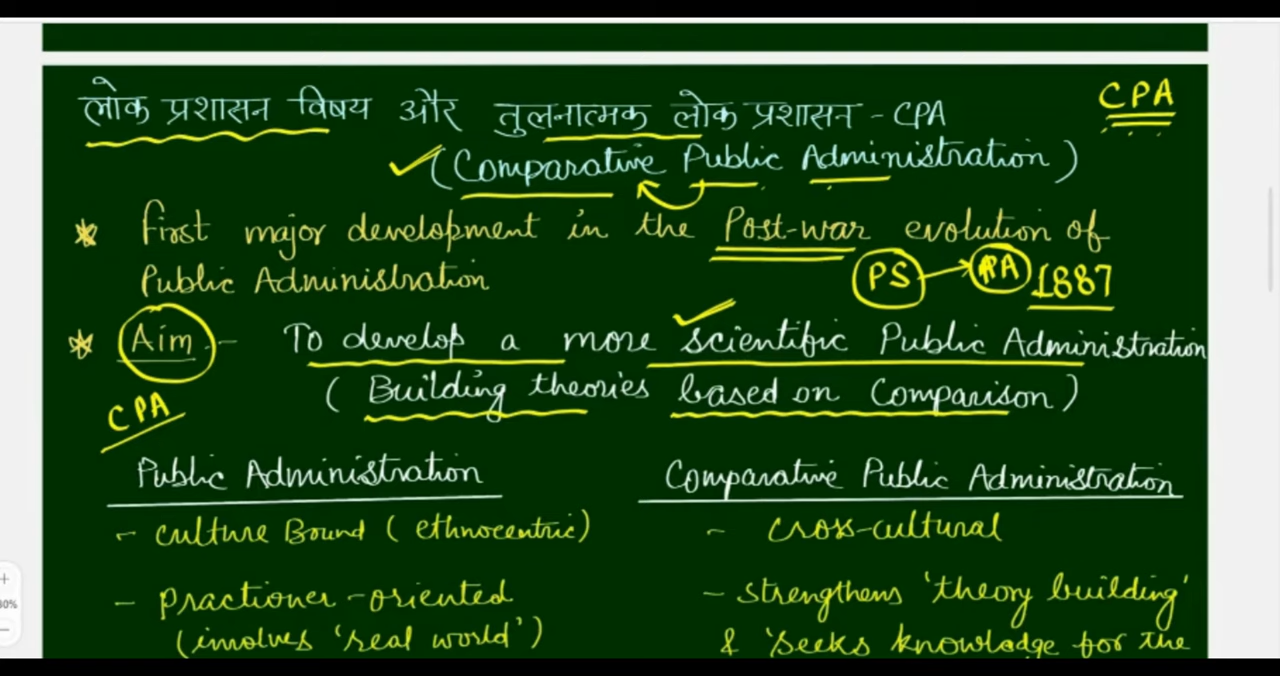 लोक प्रशासन विषय और तुलनात्मक लोक प्रशासन - CPA
CPA
(Comparative Public Administration)
* First major development in the Post-war evolution of
Public Administration
PS → PA 1887
* Aim - To develop a more scientific Public Administration
(Building theories based on Comparison)
CPA
Public Administration
- Culture Bound (ethnocentric)
- Practioner-oriented
(involves 'real world')
Comparative Public Administration
- Cross-cultural
- strengthens 'theory building'
& 'seeks knowledge for the